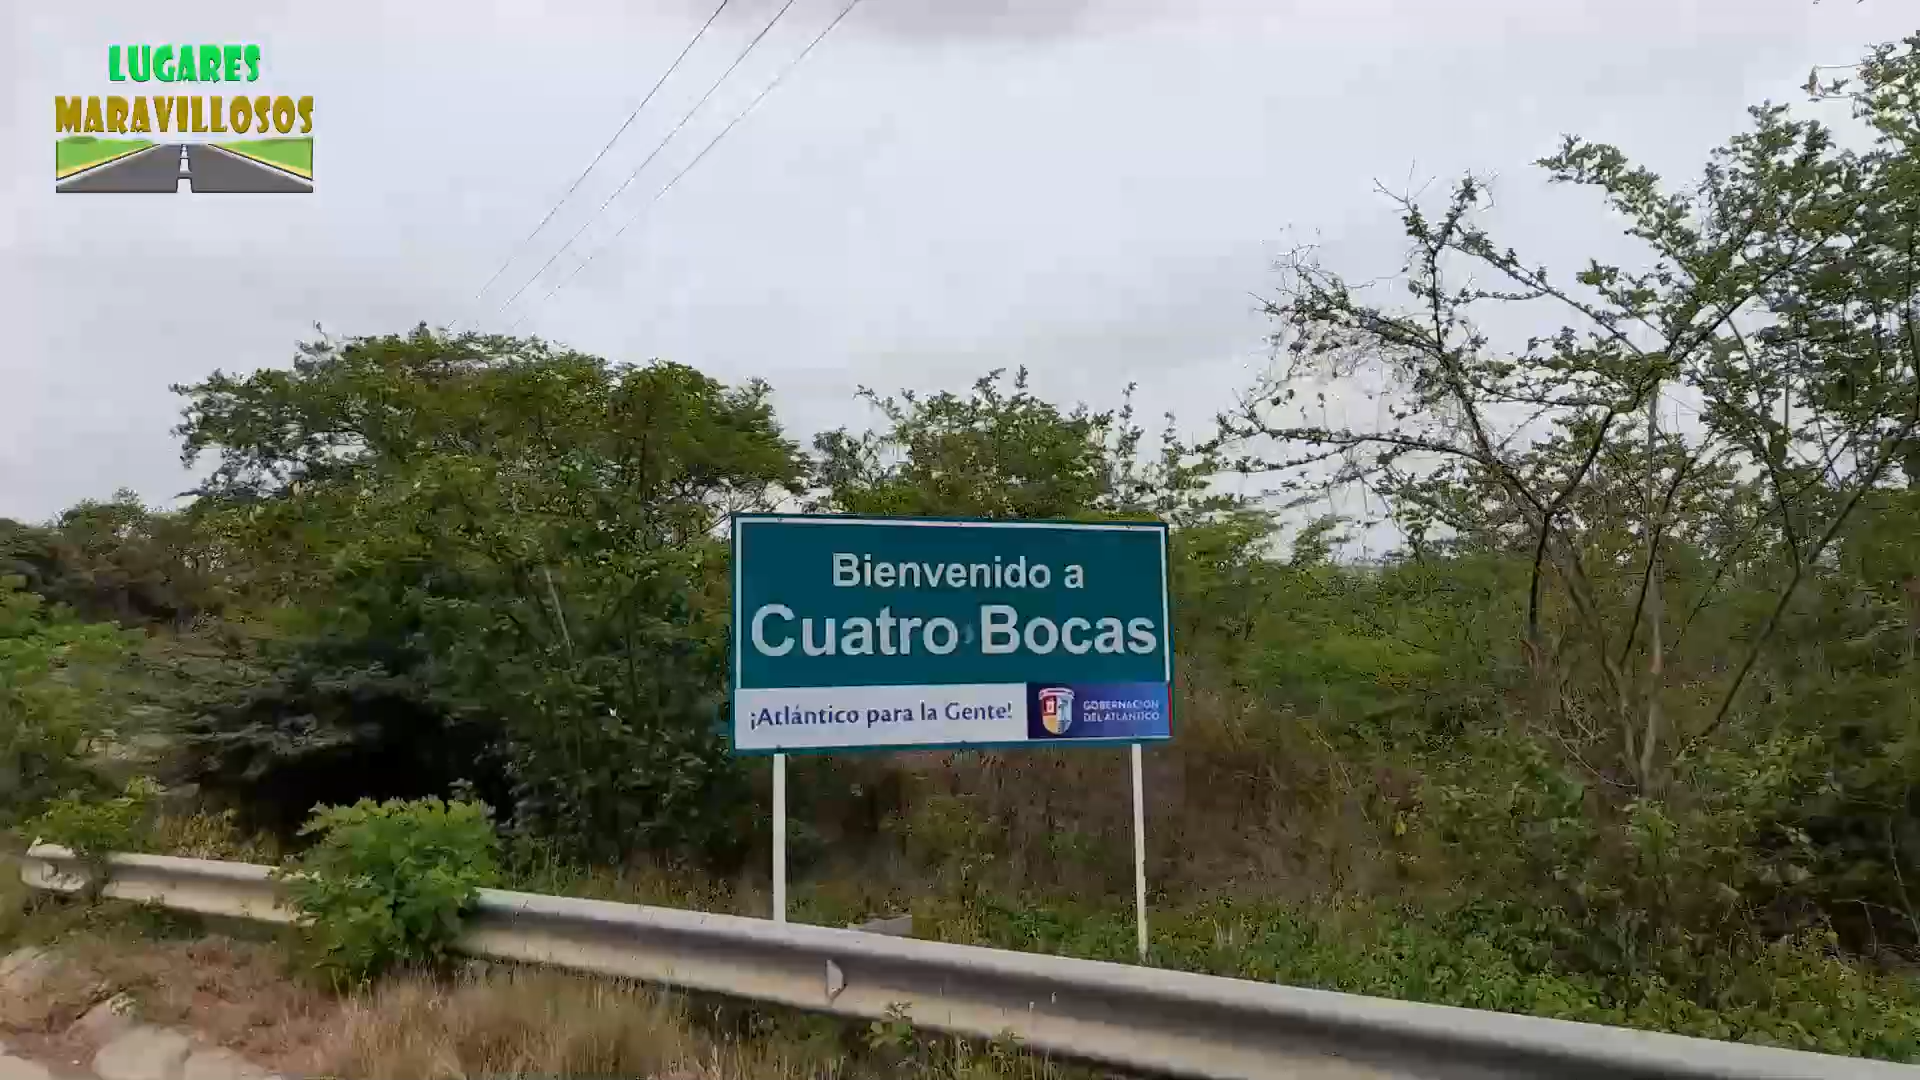 LUGARES
MARAVILLOSOS
Bienvenido a
Cuatro Bocas
¡Atlántico para la Gente!
GOBERNACIÓN
DEL ATLÁNTICO